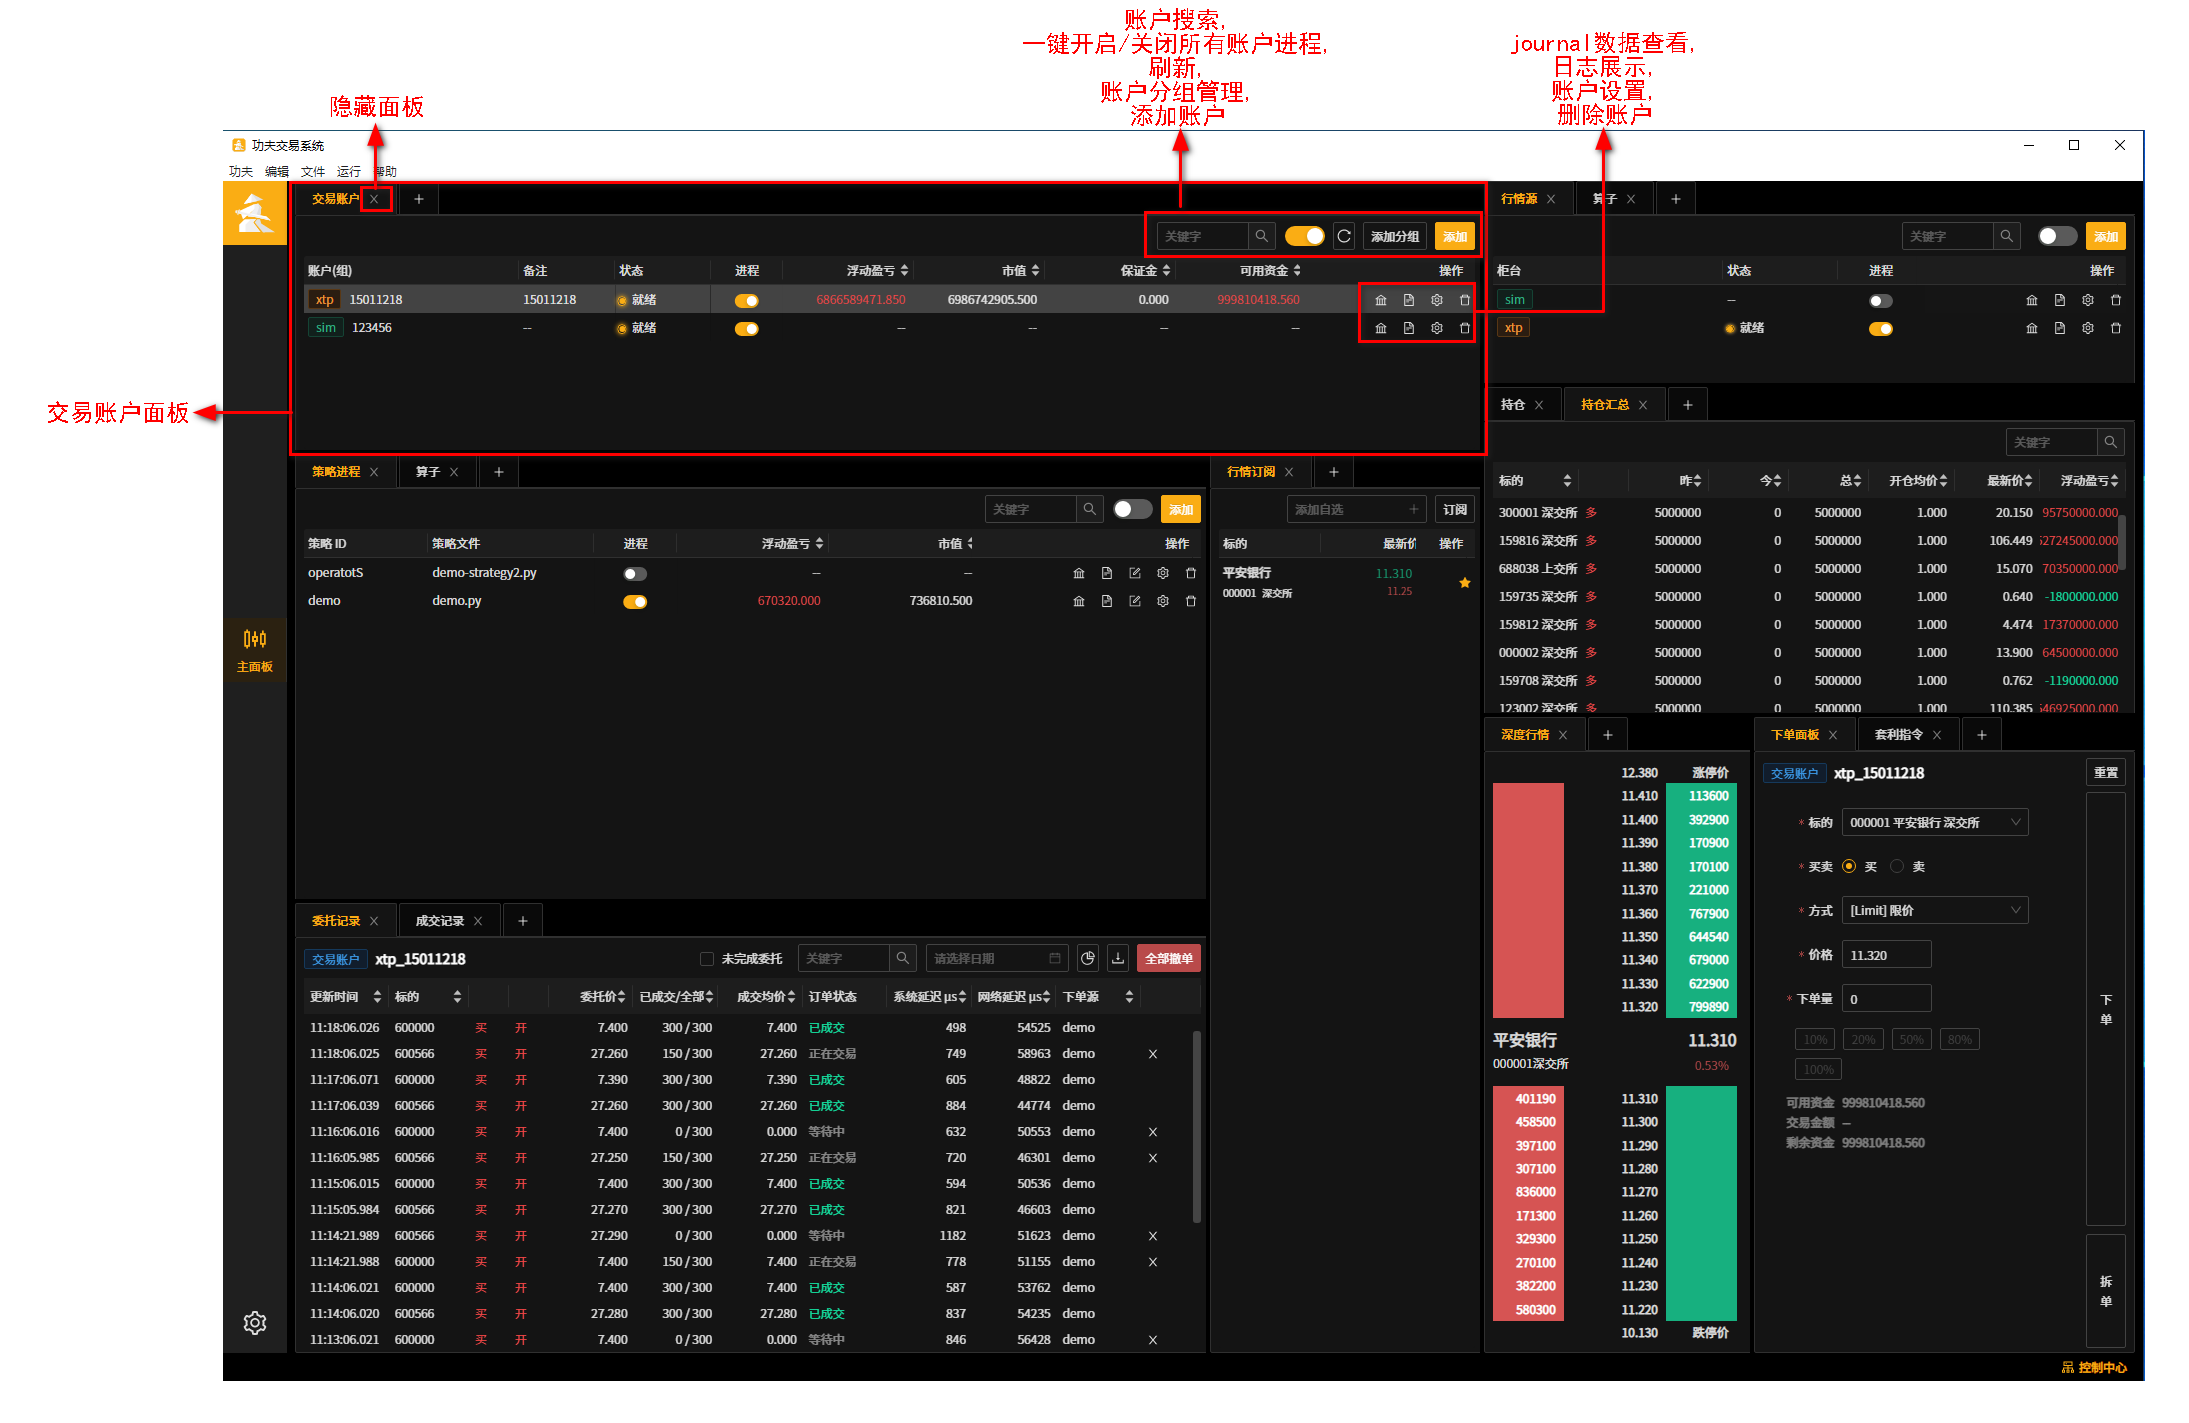 账户搜索,
一键开启/关闭所有账户进程,
刷新,
账户分组管理,
添加账户
journal数据查看,
日志展示,
账户设置,
删除账户
隐藏面板
交易账户面板
功夫交易系统
功夫 编辑 文件 运行 帮助
交易账户
关键字 添加分组 添加
账户(组) 备注 状态 进程 浮动盈亏 市值 保证金 可用资金 操作
xtp 15011218 15011218 就绪 6866589471.850 6986742905.500 0.000 999810418.560
sim 123456 -- 就绪 -- -- -- --
行情源 算子
关键字 添加
柜台 状态 进程 操作
sim --
xtp 就绪
持仓 持仓汇总
关键字
标的 昨 今 总 开仓均价 最新价 浮动盈亏
300001 深交所 多 5000000 0 5000000 1.000 20.150 95750000.000
159816 深交所 多 5000000 0 5000000 1.000 106.449 527245000.000
688038 上交所 多 5000000 0 5000000 1.000 15.070 70350000.000
159735 深交所 多 5000000 0 5000000 1.000 0.640 -1800000.000
159812 深交所 多 5000000 0 5000000 1.000 4.474 17370000.000
000002 深交所 多 5000000 0 5000000 1.000 13.900 64500000.000
159708 深交所 多 5000000 0 5000000 1.000 0.762 -1190000.000
123002 深交所 多 5000000 0 5000000 1.000 110.385 546925000.000
主面板
策略进程 算子
关键字 添加
策略 ID 策略文件 进程 浮动盈亏 市值 操作
operatotS demo-strategy2.py -- --
demo demo.py 670320.000 736810.500
行情订阅
添加自选 订阅
标的 最新价 操作
平安银行 11.310
000001 深交所 11.25
委托记录 成交记录
交易账户 xtp_15011218 未完成委托 关键字 请选择日期 全部撤单
更新时间 标的 委托价 已成交/全部 成交均价 订单状态 系统延迟 μs 网络延迟 μs 下单源
11:18:06.026 600000 买 开 7.400 300 / 300 7.400 已成交 498 54525 demo
11:18:06.025 600566 买 开 27.260 150 / 300 27.260 正在交易 749 58963 demo
11:17:06.071 600000 买 开 7.390 300 / 300 7.390 已成交 605 48822 demo
11:17:06.039 600566 买 开 27.260 300 / 300 27.260 已成交 884 44774 demo
11:16:06.016 600000 买 开 7.400 0 / 300 0.000 等待中 632 50553 demo
11:16:05.985 600566 买 开 27.250 150 / 300 27.250 正在交易 720 46301 demo
11:15:06.015 600000 买 开 7.400 300 / 300 7.400 已成交 594 50536 demo
11:15:05.984 600566 买 开 27.270 300 / 300 27.270 已成交 821 46603 demo
11:14:21.989 600566 买 开 27.290 0 / 300 0.000 等待中 1182 51623 demo
11:14:21.988 600000 买 开 7.400 150 / 300 7.400 正在交易 778 51155 demo
11:14:06.021 600000 买 开 7.400 300 / 300 7.400 已成交 587 53762 demo
11:14:06.020 600566 买 开 27.280 300 / 300 27.280 已成交 837 54235 demo
11:13:06.021 600000 买 开 7.400 0 / 300 0.000 等待中 846 56428 demo
深度行情
12.380 涨停价
11.410 113600
11.400 392900
11.390 170900
11.380 170100
11.370 221000
11.360 767900
11.350 644540
11.340 679000
11.330 622900
11.320 799890
平安银行 11.310
000001深交所 0.53%
401190 11.310
458500 11.300
397100 11.290
307100 11.280
836000 11.270
171300 11.260
329300 11.250
270100 11.240
382200 11.230
580300 11.220
10.130 跌停价
下单面板 套利指令
交易账户 xtp_15011218 重置
* 标的 000001 平安银行 深交所
* 买卖 买 卖
* 方式 [Limit] 限价
* 价格 11.320
* 下单量 0
10% 20% 50% 80%
100%
可用资金 999810418.560
交易金额 --
剩余资金 999810418.560
下单
拆单
控制中心